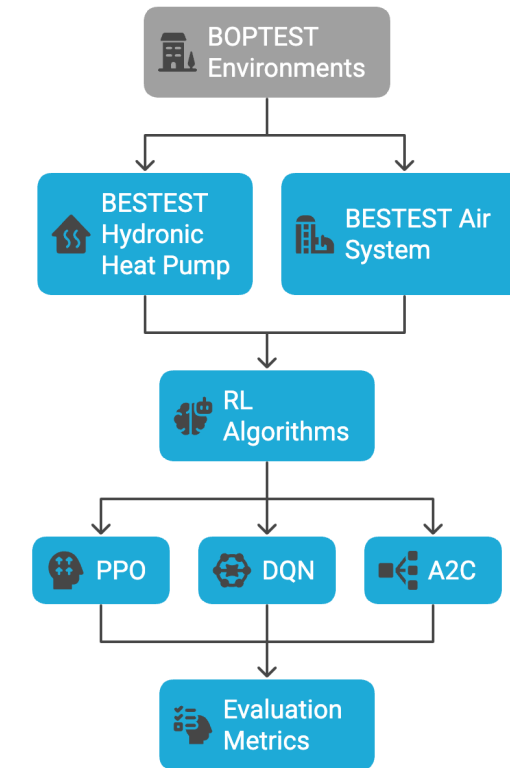 BOPTEST
Environments
BESTEST
Hydronic
Heat Pump
BESTEST Air
System
RL
Algorithms
PPO
DQN
A2C
Evaluation
Metrics